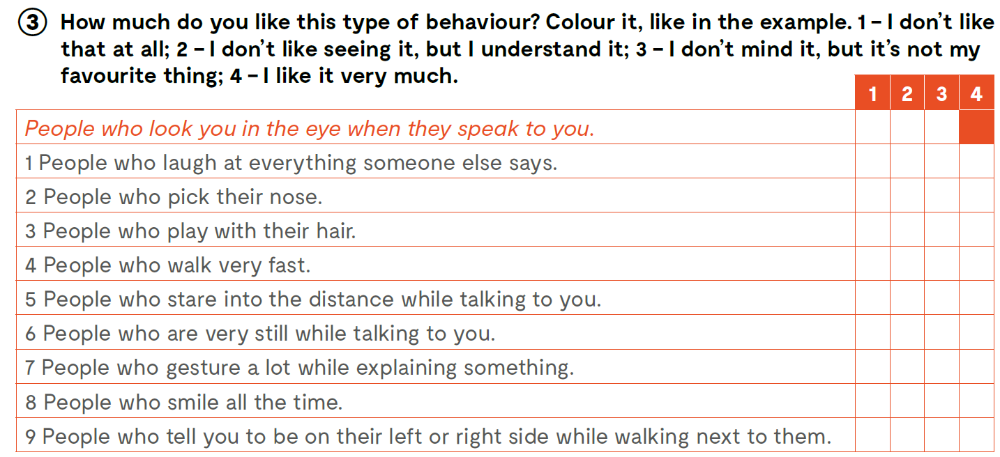 3 How much do you like this type of behaviour? Colour it, like in the example. 1 – I don't like
that at all; 2 – I don't like seeing it, but I understand it; 3 – I don't mind it, but it's not my
favourite thing; 4 – I like it very much.
1 2 3 4
People who look you in the eye when they speak to you.
1 People who laugh at everything someone else says.
2 People who pick their nose.
3 People who play with their hair.
4 People who walk very fast.
5 People who stare into the distance while talking to you.
6 People who are very still while talking to you.
7 People who gesture a lot while explaining something.
8 People who smile all the time.
9 People who tell you to be on their left or right side while walking next to them.